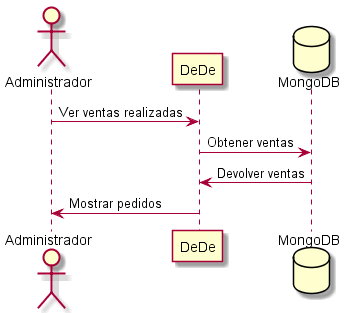 Administrador
DeDe
MongoDB
Ver ventas realizadas
Obtener ventas
Devolver ventas
Mostrar pedidos
Administrador
DeDe
MongoDB